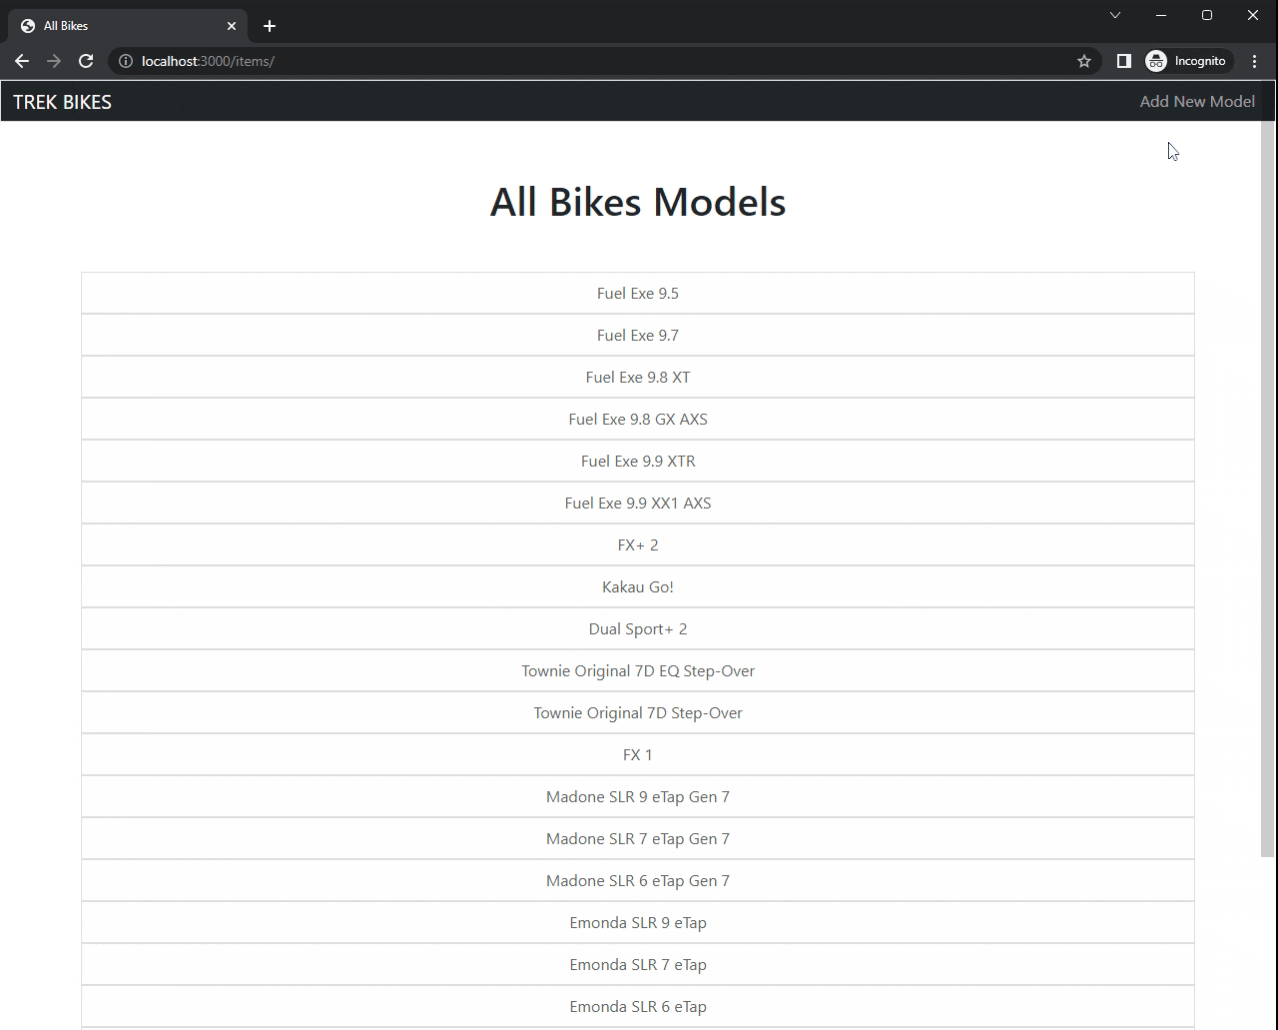 All Bikes
localhost:3000/items/
Incognito
TREK BIKES
Add New Model
All Bikes Models
Fuel Exe 9.5
Fuel Exe 9.7
Fuel Exe 9.8 XT
Fuel Exe 9.8 GX AXS
Fuel Exe 9.9 XTR
Fuel Exe 9.9 XX1 AXS
FX+ 2
Kakau Go!
Dual Sport+ 2
Townie Original 7D EQ Step-Over
Townie Original 7D Step-Over
FX 1
Madone SLR 9 eTap Gen 7
Madone SLR 7 eTap Gen 7
Madone SLR 6 eTap Gen 7
Emonda SLR 9 eTap
Emonda SLR 7 eTap
Emonda SLR 6 eTap